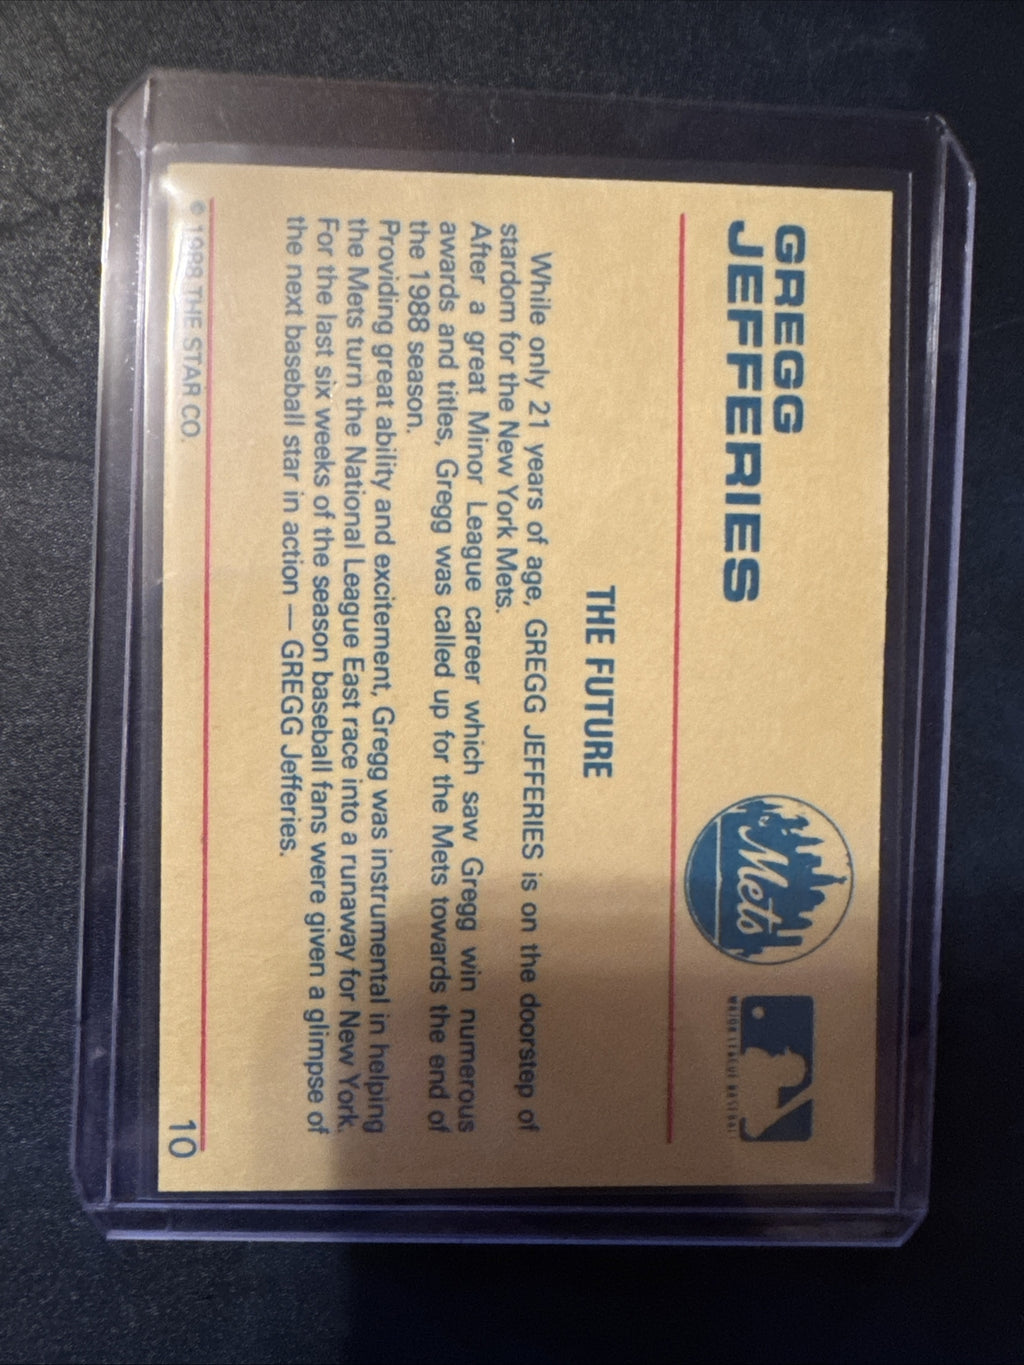 GREGG
JEFFERIES
Mets
MAJOR LEAGUE BASEBALL
THE FUTURE
While only 21 years of age, GREGG JEFFERIES is on the doorstep of
stardom for the New York Mets.
After a great Minor League career which saw Gregg win numerous
awards and titles, Gregg was called up for the Mets towards the end of
the 1988 season.
Providing great ability and excitement, Gregg was instrumental in helping
the Mets turn the National League East race into a runaway for New York.
For the last six weeks of the season baseball fans were given a glimpse of
the next baseball star in action — GREGG Jefferies.
© 1988 THE STAR CO.
10